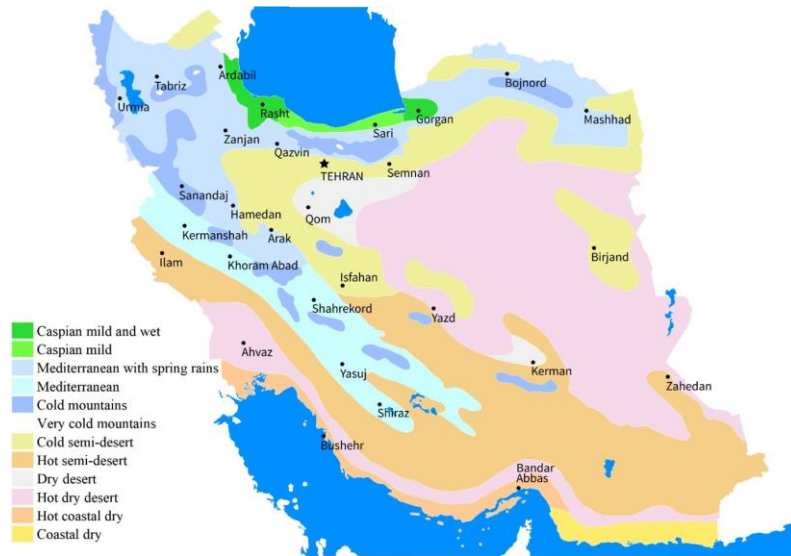 Ardabil
Tabriz
Bojnord
Urmia
Rasht
Gorgan
Mashhad
Sari
Zanjan
Qazvin
TEHRAN
Semnan
Sanandaj
Hamedan
Qom
Kermanshah
Arak
Birjand
Ilam
Khoram Abad
Isfahan
Shahrekord
Yazd
Ahvaz
Yasuj
Kerman
Zahedan
Shiraz
Bushehr
Bandar
Abbas
Caspian mild and wet
Caspian mild
Mediterranean with spring rains
Mediterranean
Cold mountains
Very cold mountains
Cold semi-desert
Hot semi-desert
Dry desert
Hot dry desert
Hot coastal dry
Coastal dry